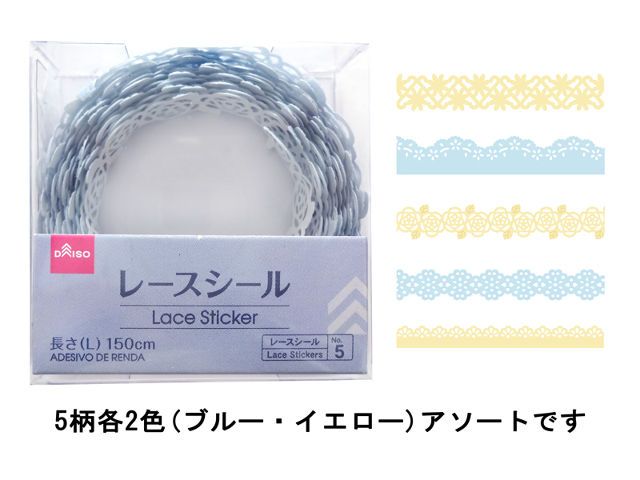 DAISO
レースシール
Lace Sticker
長さ(L) 150cm
ADESIVO DE RENDA
レースシール
Lace Stickers
No.
5
5柄各2色(ブルー・イエロー)アソートです